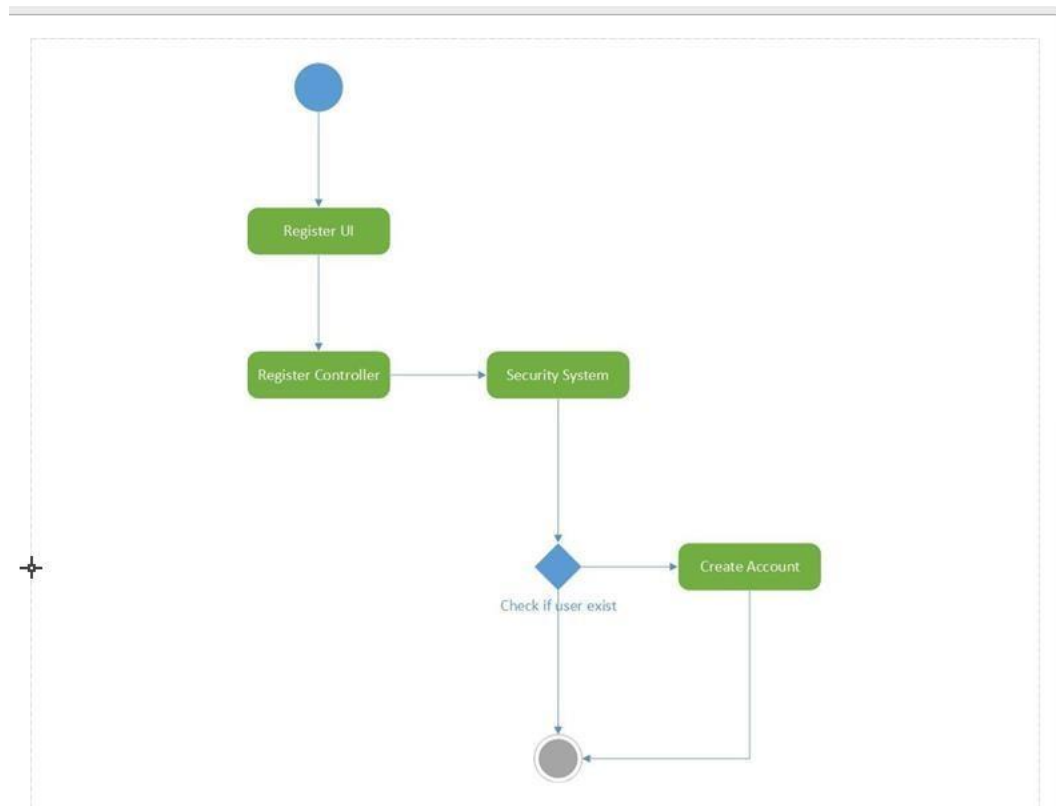 Register UI
Register Controller
Security System
Create Account
Check if user exist